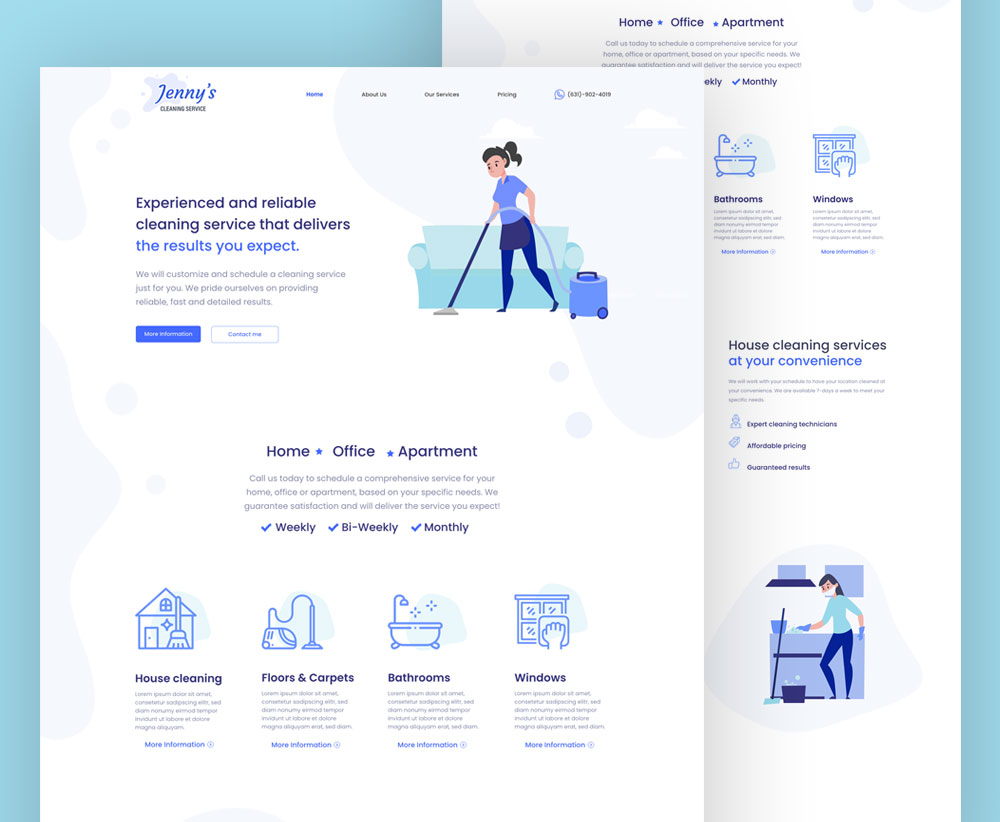 Jenny's
CLEANING SERVICE
Home
About Us
Our Services
Pricing
(631)-902-4019
Experienced and reliable
cleaning service that delivers
the results you expect.
We will customize and schedule a cleaning service
just for you. We pride ourselves on providing
reliable, fast and detailed results.
More Information
Contact me
Home ★ Office ★ Apartment
Call us today to schedule a comprehensive service for your
home, office or apartment, based on your specific needs. We
guarantee satisfaction and will deliver the service you expect!
✔ Weekly ✔ Bi-Weekly ✔ Monthly
House cleaning
Lorem ipsum dolor sit amet,
consetetur sadipscing elitr, sed
diam nonumy eirmod tempor
invidunt ut labore et dolore
magna aliquyam.
More Information
Floors & Carpets
Lorem ipsum dolor sit amet,
consetetur sadipscing elitr, sed
diam nonumy eirmod tempor
invidunt ut labore et dolore
magna aliquyam erat, sed diam.
More Information
Bathrooms
Lorem ipsum dolor sit amet,
consetetur sadipscing elitr, sed
diam nonumy eirmod tempor
invidunt ut labore et dolore
magna aliquyam erat, sed diam.
More Information
Windows
Lorem ipsum dolor sit amet,
consetetur sadipscing elitr, sed
diam nonumy eirmod tempor
invidunt ut labore et dolore
magna aliquyam erat, sed diam.
More Information
Home ★ Office ★ Apartment
Call us today to schedule a comprehensive service for your
home, office or apartment, based on your specific needs. We
guarantee satisfaction and will deliver the service you expect!
ekly ✔ Monthly
Bathrooms
Lorem ipsum dolor sit amet,
consetetur sadipscing elitr, sed
diam nonumy eirmod tempor
invidunt ut labore et dolore
magna aliquyam erat, sed diam.
More Information
Windows
Lorem ipsum dolor sit amet,
consetetur sadipscing elitr, sed
diam nonumy eirmod tempor
invidunt ut labore et dolore
magna aliquyam erat, sed diam.
More Information
House cleaning services
at your convenience
We will work with your schedule to have your location cleaned at
your convenience. We are available 7-days a week to meet your
specific needs.
Expert cleaning technicians
Affordable pricing
Guaranteed results